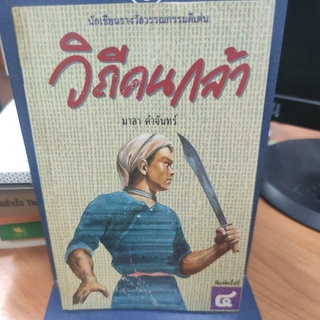 นักเขียนรางวัลวรรณกรรมดีเด่น
วิถีคนกล้า
มาลา คำจันทร์
พิมพ์ครั้งที่
๔